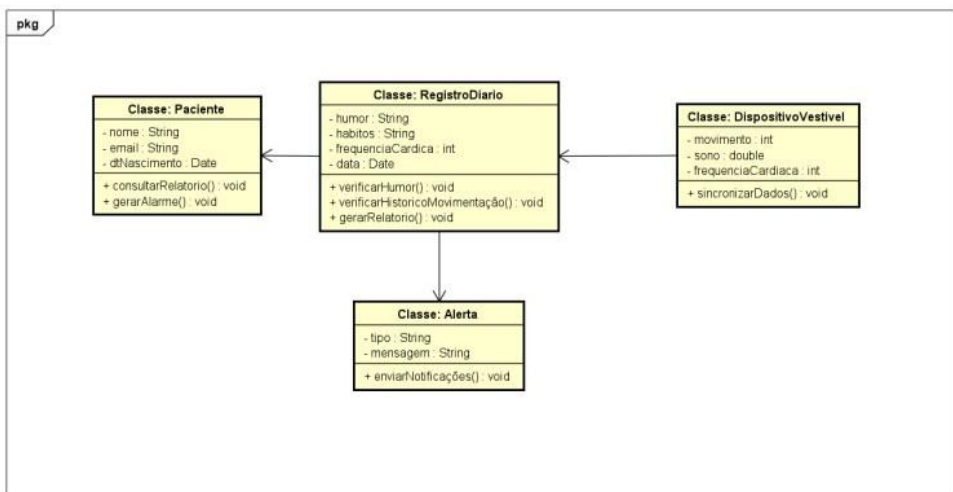 pkg
Classe: Paciente
- nome : String
- email : String
- dtNascimento : Date
+ consultarRelatorio() : void
+ gerarAlarme() : void
Classe: RegistroDiario
- humor : String
- habitos : String
- frequenciaCardica : int
- data : Date
+ verificarHumor() : void
+ verificarHistoricoMovimentação() : void
+ gerarRelatorio() : void
Classe: DispositivoVestivel
- movimento : int
- sono : double
- frequenciaCardiaca : int
+ sincronizarDados() : void
Classe: Alerta
- tipo : String
- mensagem : String
+ enviarNotificações() : void